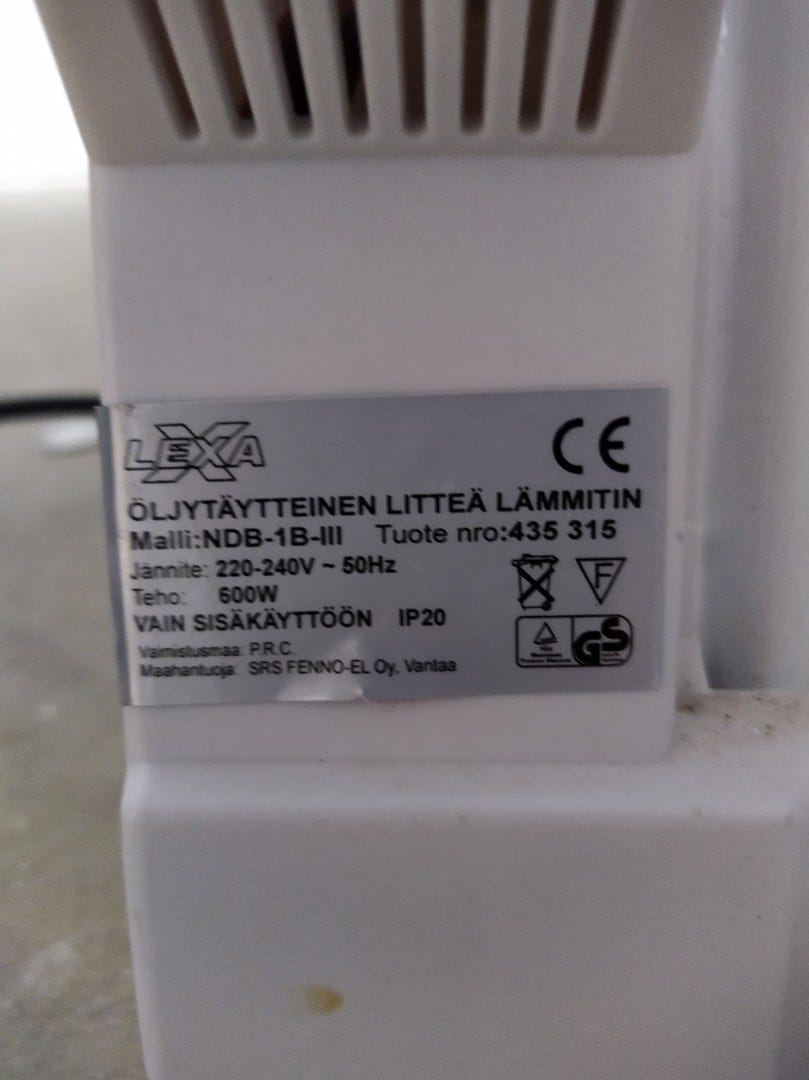 LEXA
CE
ÖLJYTÄYTTEINEN LITTEÄ LÄMMITIN
Malli:NDB-1B-III Tuote nro:435 315
Jännite: 220-240V ~ 50Hz
Teho: 600W
F
VAIN SISÄKÄYTTÖÖN IP20
GS
Valmistusmaa: P.R.C.
Maahantuoja: SRS FENNO-EL Oy, Vantaa